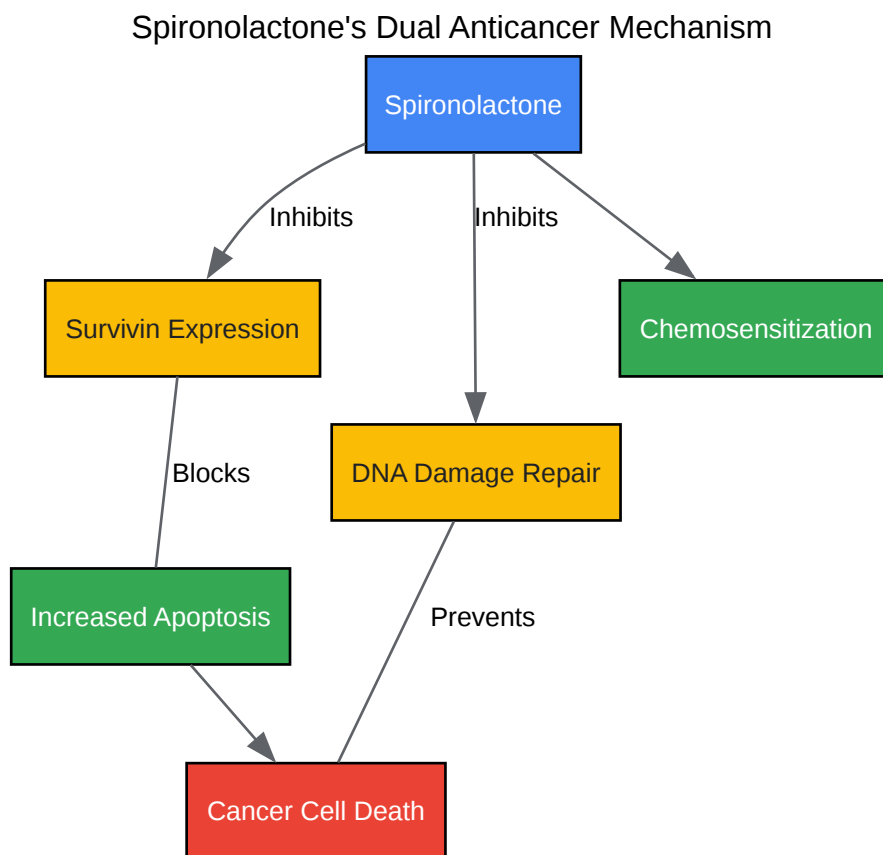 Spironolactone's Dual Anticancer Mechanism
Spironolactone
Inhibits
Inhibits
Survivin Expression
Chemosensitization
Blocks
DNA Damage Repair
Increased Apoptosis
Prevents
Cancer Cell Death